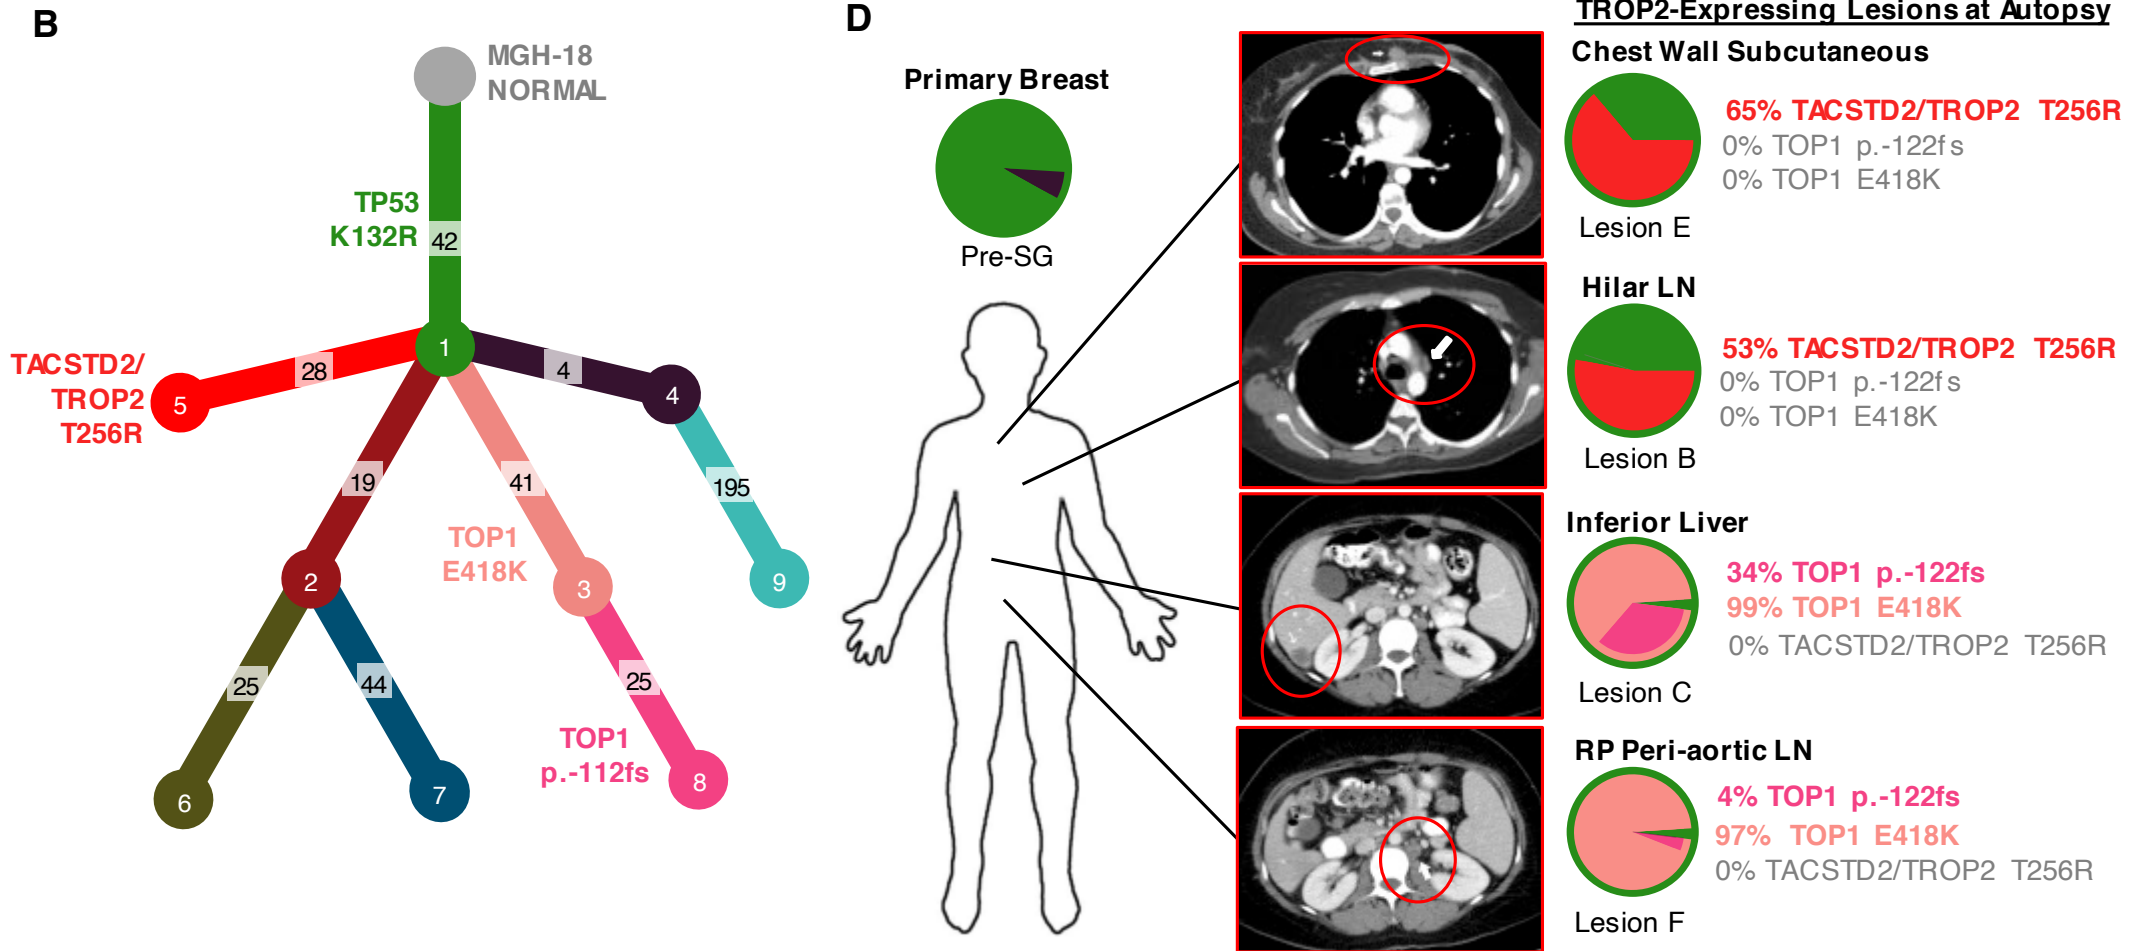 B
MGH-18
NORMAL
TP53
K132R
42
1
TACSTD2/
TROP2
T256R
28
5
4
4
19
41
195
TOP1
E418K
2
3
9
25
44
25
TOP1
p.-112fs
6
7
8
D
Primary Breast
Pre-SG
TROP2-Expressing Lesions at Autopsy
Chest Wall Subcutaneous
65% TACSTD2/TROP2 T256R
0% TOP1 p.-122fs
0% TOP1 E418K
Lesion E
Hilar LN
53% TACSTD2/TROP2 T256R
0% TOP1 p.-122fs
0% TOP1 E418K
Lesion B
Inferior Liver
34% TOP1 p.-122fs
99% TOP1 E418K
0% TACSTD2/TROP2 T256R
Lesion C
RP Peri-aortic LN
4% TOP1 p.-122fs
97% TOP1 E418K
0% TACSTD2/TROP2 T256R
Lesion F